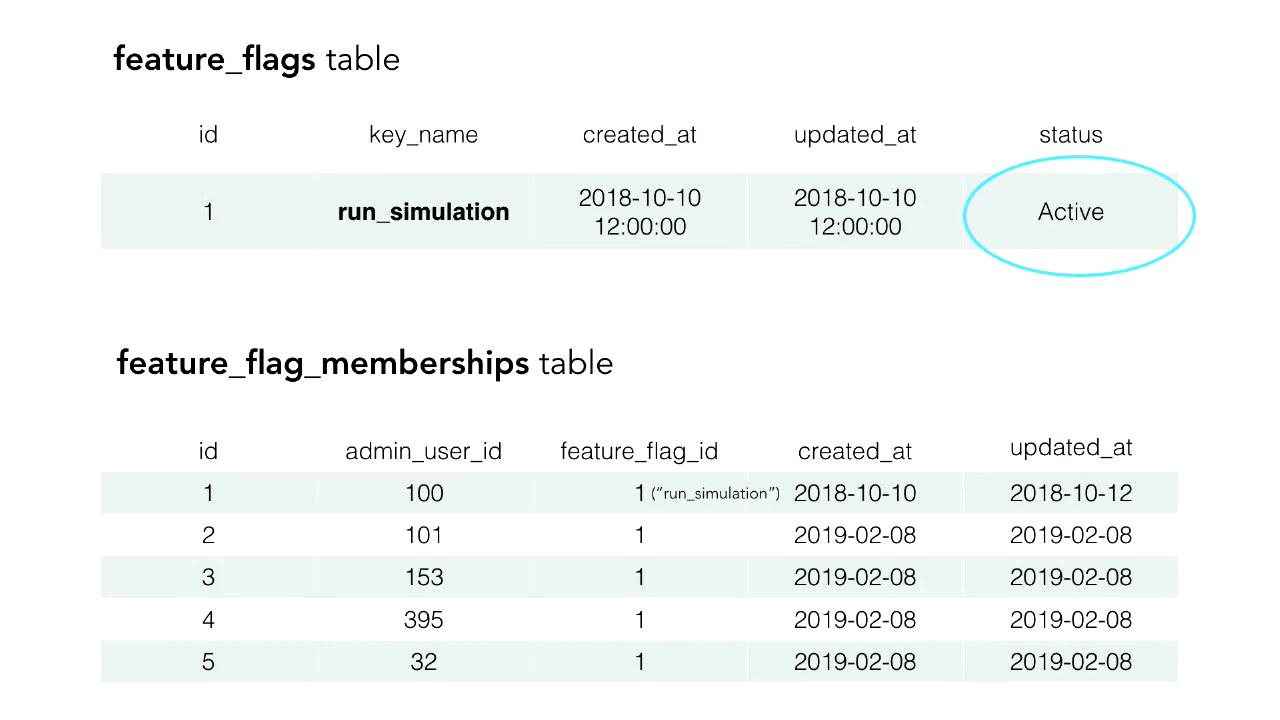 feature_flags table
id key_name created_at updated_at status
1 run_simulation 2018-10-10 12:00:00 2018-10-10 12:00:00 Active
feature_flag_memberships table
id admin_user_id feature_flag_id created_at updated_at
1 100 1 (“run_simulation”) 2018-10-10 2018-10-12
2 101 1 2019-02-08 2019-02-08
3 153 1 2019-02-08 2019-02-08
4 395 1 2019-02-08 2019-02-08
5 32 1 2019-02-08 2019-02-08